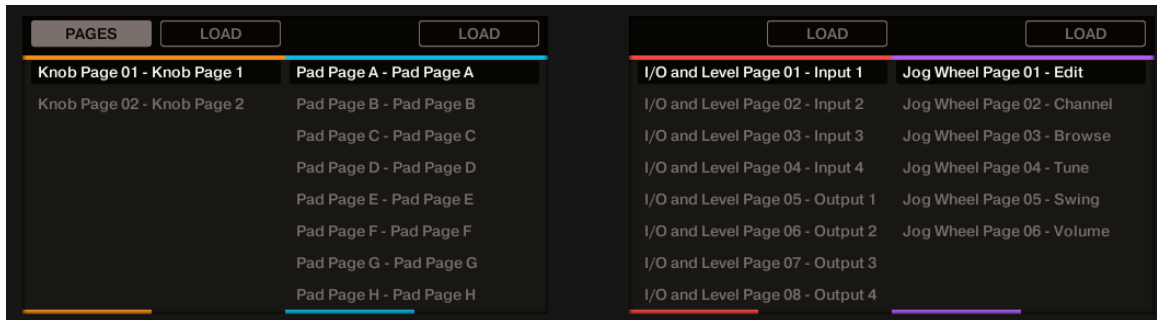 PAGES LOAD LOAD LOAD LOAD
Knob Page 01 - Knob Page 1
Knob Page 02 - Knob Page 2
Pad Page A - Pad Page A
Pad Page B - Pad Page B
Pad Page C - Pad Page C
Pad Page D - Pad Page D
Pad Page E - Pad Page E
Pad Page F - Pad Page F
Pad Page G - Pad Page G
Pad Page H - Pad Page H
I/O and Level Page 01 - Input 1
I/O and Level Page 02 - Input 2
I/O and Level Page 03 - Input 3
I/O and Level Page 04 - Input 4
I/O and Level Page 05 - Output 1
I/O and Level Page 06 - Output 2
I/O and Level Page 07 - Output 3
I/O and Level Page 08 - Output 4
Jog Wheel Page 01 - Edit
Jog Wheel Page 02 - Channel
Jog Wheel Page 03 - Browse
Jog Wheel Page 04 - Tune
Jog Wheel Page 05 - Swing
Jog Wheel Page 06 - Volume